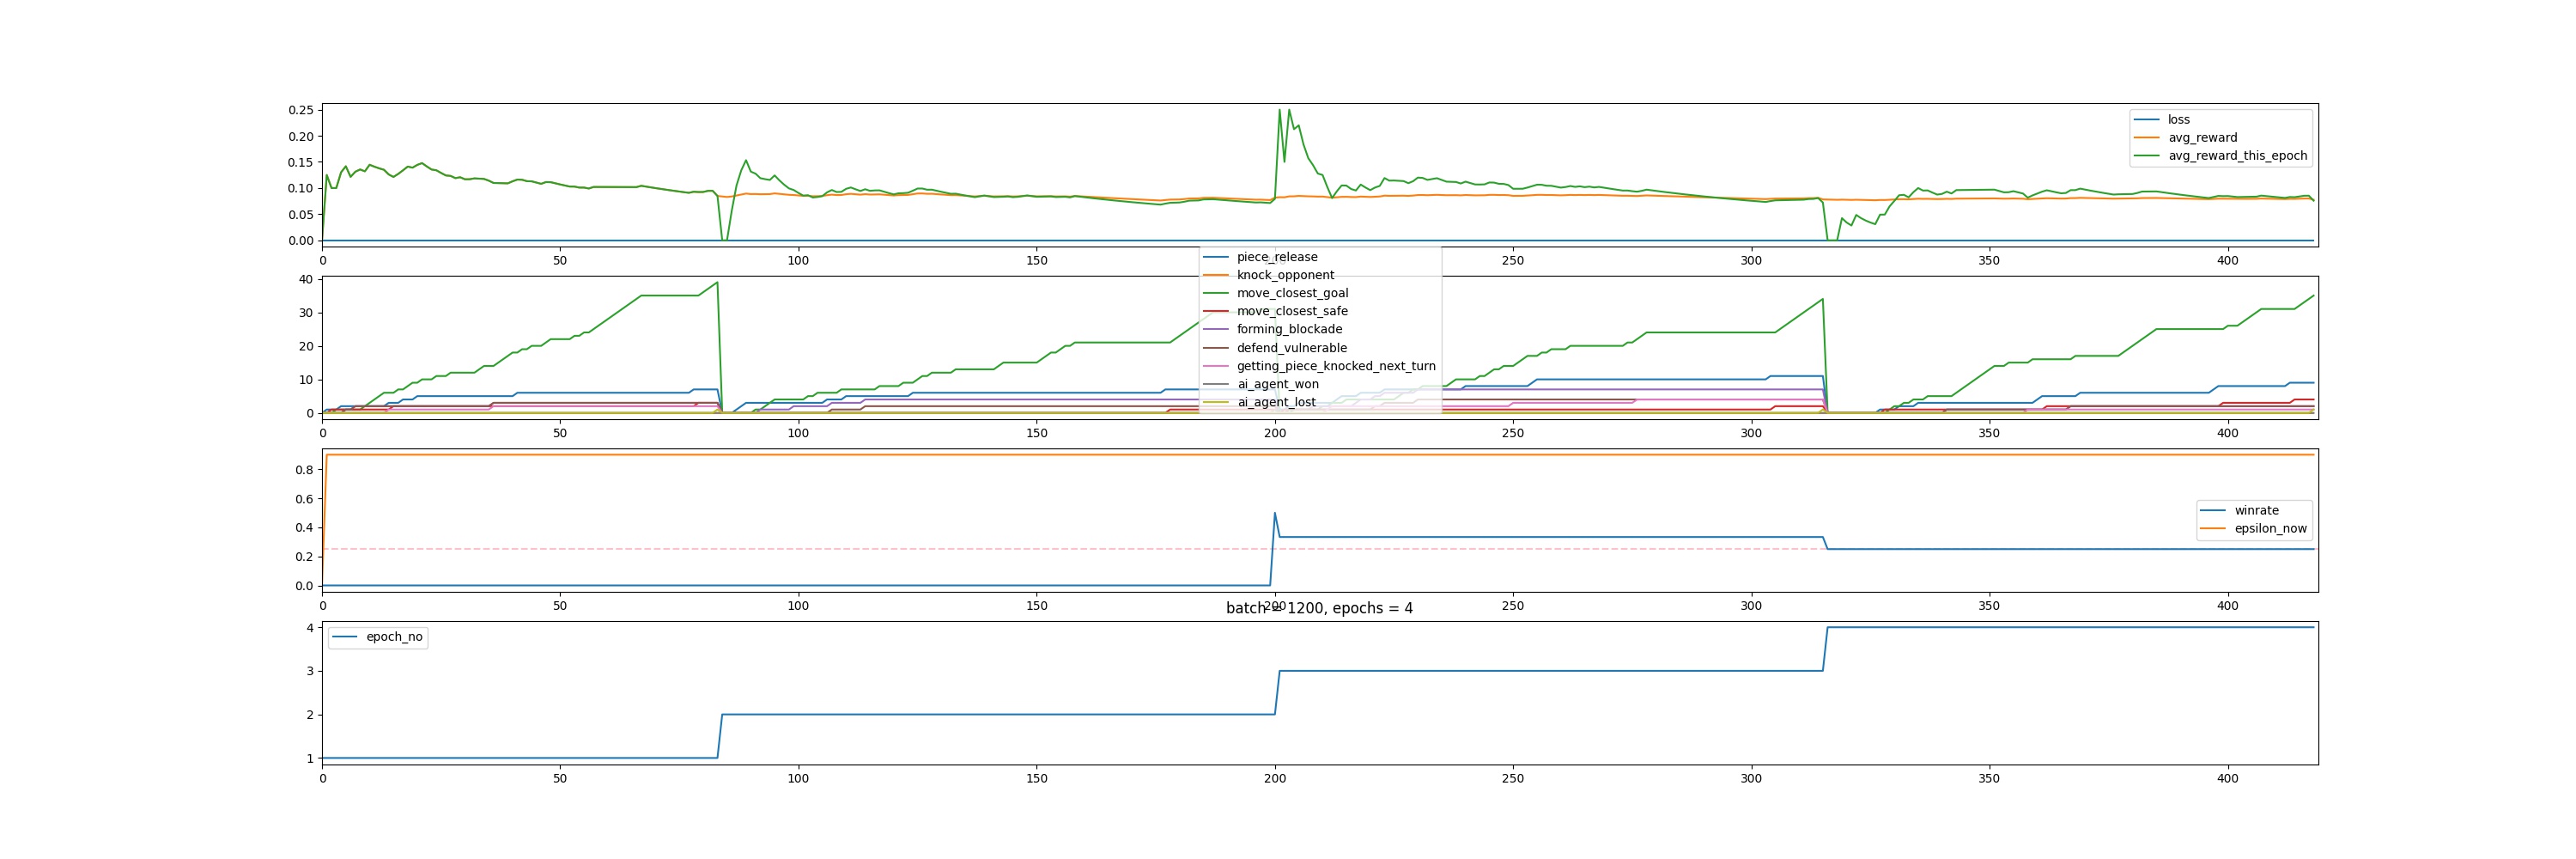 0.25
0.20
0.15
0.10
0.05
0.00
loss
avg_reward
avg_reward_this_epoch
0 50 100 150 200 250 300 350 400
40
30
20
10
0
piece_release
knock_opponent
move_closest_goal
move_closest_safe
forming_blockade
defend_vulnerable
getting_piece_knocked_next_turn
ai_agent_won
ai_agent_lost
0 50 100 150 200 250 300 350 400
0.8
0.6
0.4
0.2
0.0
winrate
epsilon_now
0 50 100 150 200 250 300 350 400
batch = 1200, epochs = 4
4
3
2
1
epoch_no
0 50 100 150 200 250 300 350 400